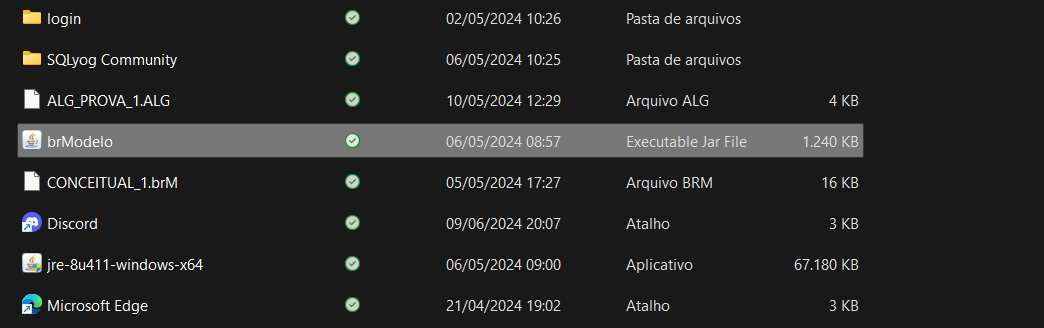 login 02/05/2024 10:26 Pasta de arquivos
SQLyog Community 06/05/2024 10:25 Pasta de arquivos
ALG_PROVA_1.ALG 10/05/2024 12:29 Arquivo ALG 4 KB
brModelo 06/05/2024 08:57 Executable Jar File 1.240 KB
CONCEITUAL_1.brM 05/05/2024 17:27 Arquivo BRM 16 KB
Discord 09/06/2024 20:07 Atalho 3 KB
jre-8u411-windows-x64 06/05/2024 09:00 Aplicativo 67.180 KB
Microsoft Edge 21/04/2024 19:02 Atalho 3 KB